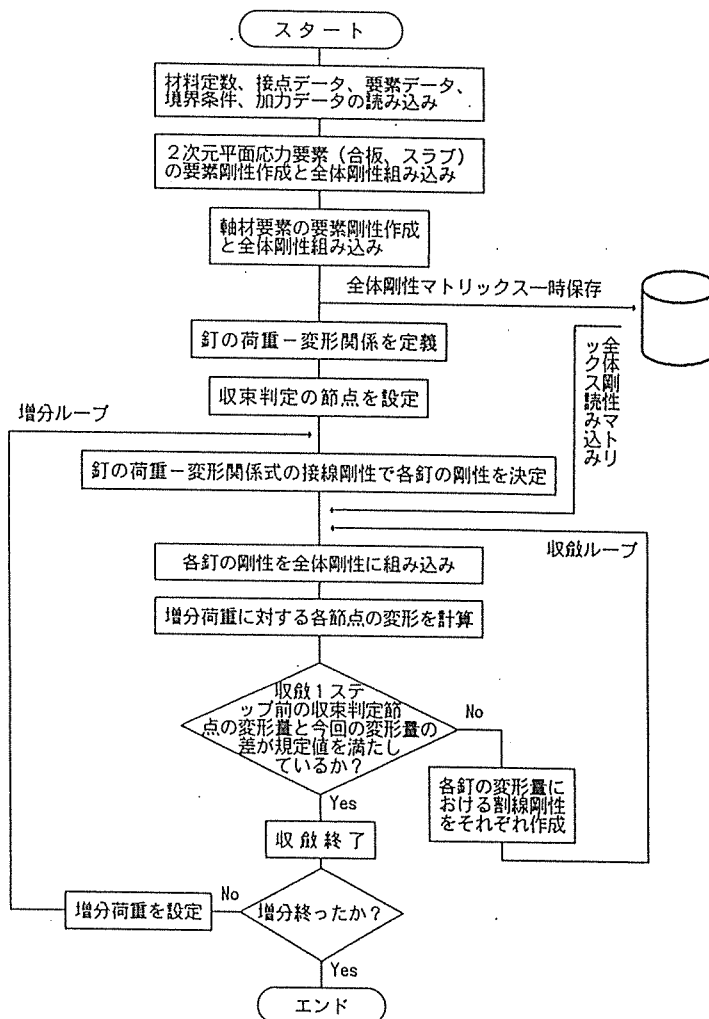 スタート
材料定数、接点データ、要素データ、
境界条件、加力データの読み込み
2次元平面応力要素（合板、スラブ）
の要素剛性作成と全体剛性組み込み
軸材要素の要素剛性作成
と全体剛性組み込み
全体剛性マトリックス一時保存
釘の荷重－変形関係を定義
全体剛性マトリ
ックス読み込み
収束判定の節点を設定
増分ループ
釘の荷重－変形関係式の接線剛性で各釘の剛性を決定
収斂ループ
各釘の剛性を全体剛性に組み込み
増分荷重に対する各節点の変形を計算
収斂1ステ
ップ前の収束判定節
点の変形量と今回の変形量の
差が規定値を満たし
ているか？
No
各釘の変形量に
おける割線剛性
をそれぞれ作成
Yes
収斂終了
増分荷重を設定
No
増分終ったか？
Yes
エンド